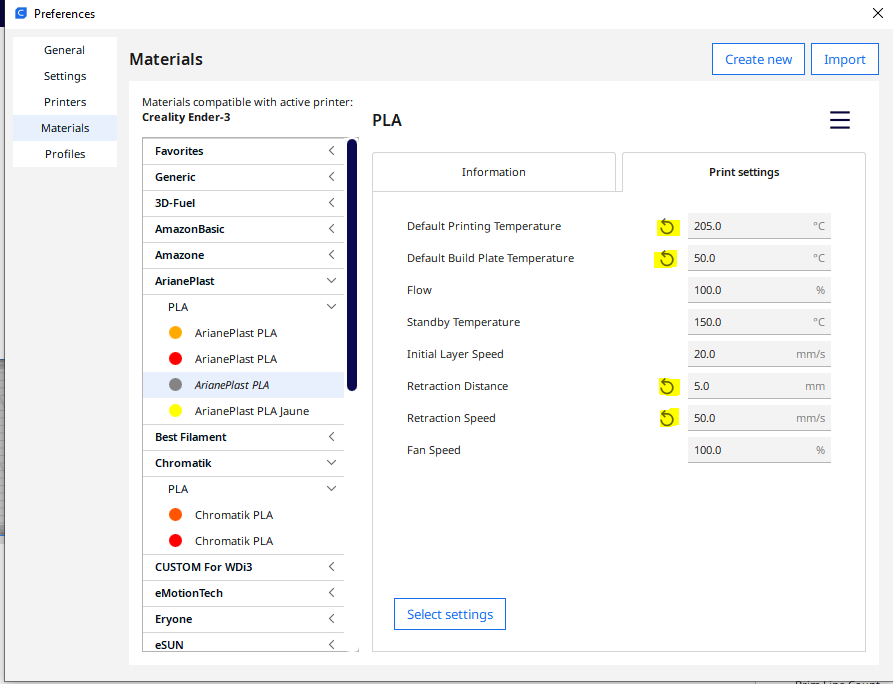 Preferences
General
Settings
Printers
Materials
Profiles
Materials
Create new
Import
Materials compatible with active printer:
Creality Ender-3
Favorites
Generic
3D-Fuel
AmazonBasic
Amazone
ArianePlast
PLA
ArianePlast PLA
ArianePlast PLA
ArianePlast PLA
ArianePlast PLA Jaune
Best Filament
Chromatik
PLA
Chromatik PLA
Chromatik PLA
CUSTOM For WDi3
eMotionTech
Eryone
eSUN
PLA
Information
Print settings
Default Printing Temperature 205.0 °C
Default Build Plate Temperature 50.0 °C
Flow 100.0 %
Standby Temperature 150.0 °C
Initial Layer Speed 20.0 mm/s
Retraction Distance 5.0 mm
Retraction Speed 50.0 mm/s
Fan Speed 100.0 %
Select settings